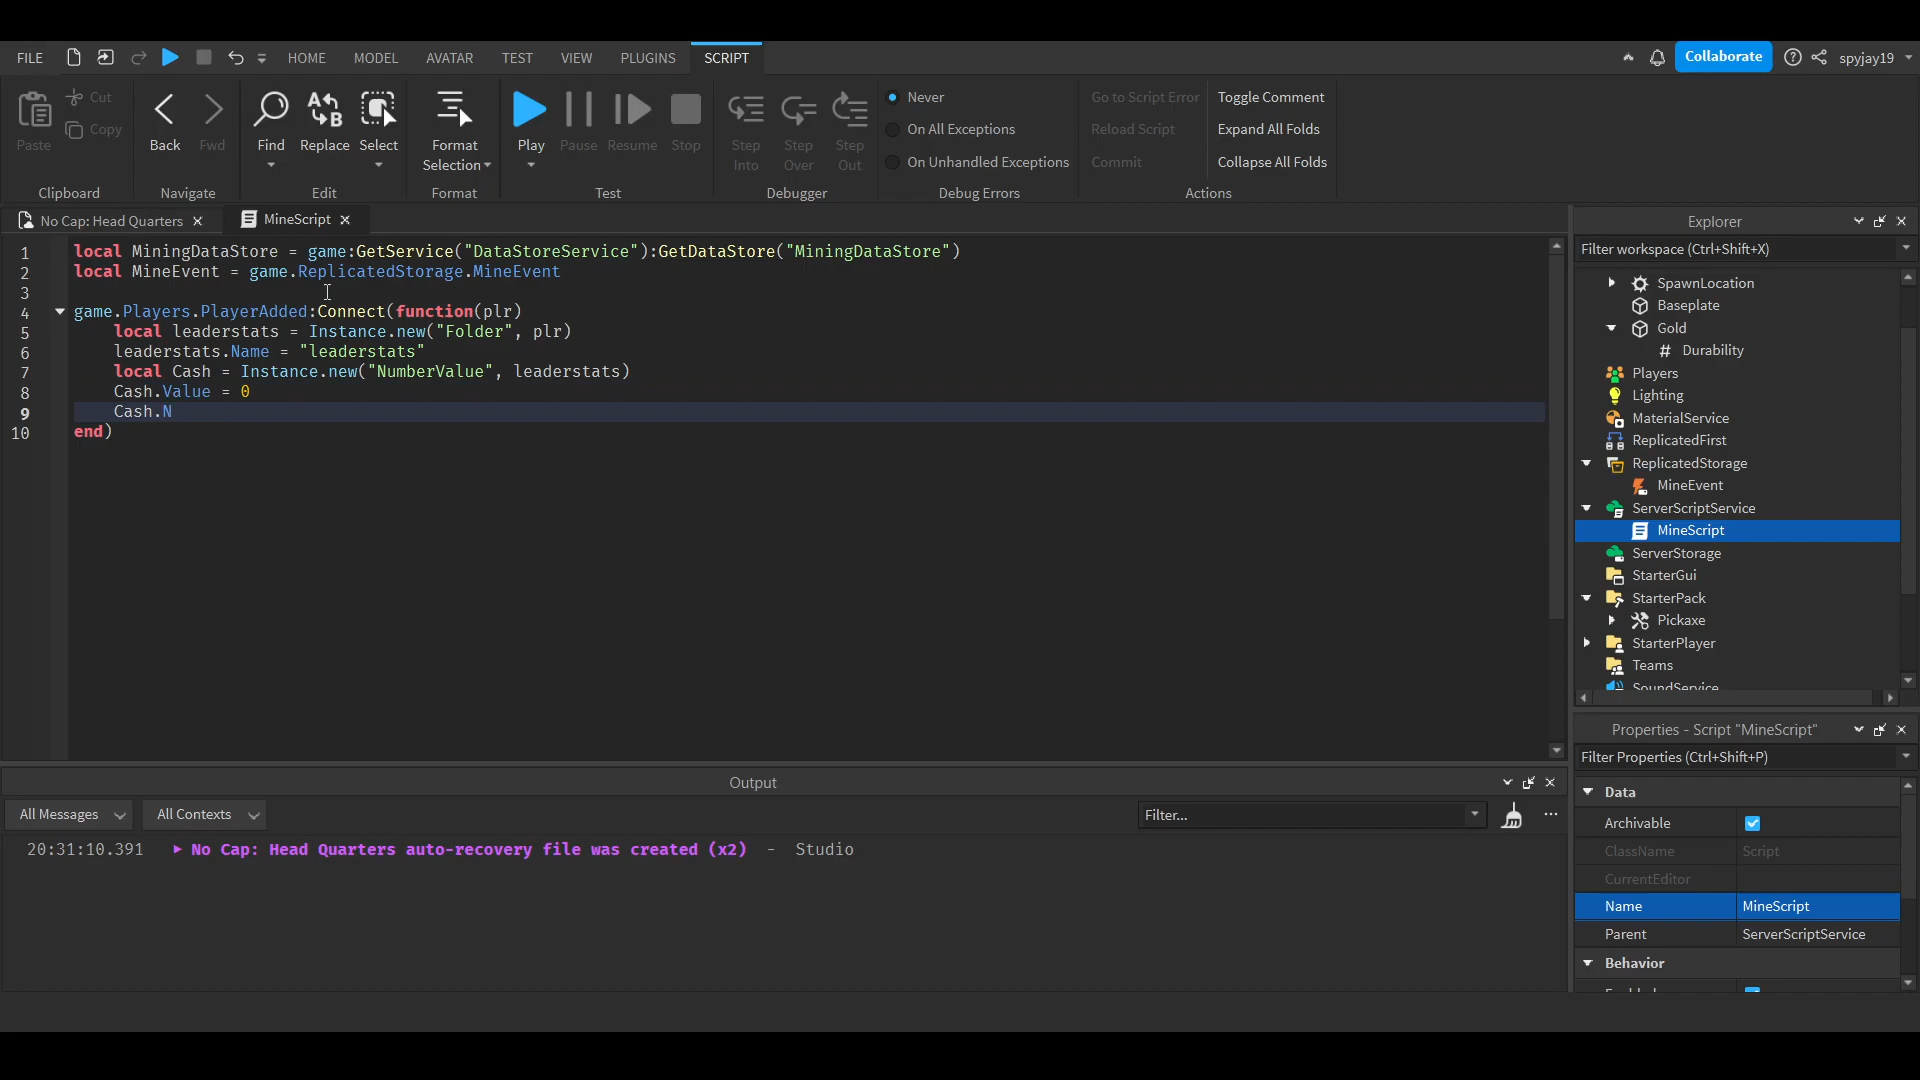 FILE HOME MODEL AVATAR TEST VIEW PLUGINS SCRIPT Collaborate spyjay19
Paste Cut Copy Back Fwd Find Replace Select Format Selection Play Pause Resume Stop Step Into Step Over Step Out
Never
On All Exceptions
On Unhandled Exceptions
Go to Script Error Toggle Comment
Reload Script Expand All Folds
Commit Collapse All Folds
Clipboard Navigate Edit Format Test Debugger Debug Errors Actions
No Cap: Head Quarters MineScript
1 local MiningDataStore = game:GetService("DataStoreService"):GetDataStore("MiningDataStore")
2 local MineEvent = game.ReplicatedStorage.MineEvent
3
4 game.Players.PlayerAdded:Connect(function(plr)
5 local leaderstats = Instance.new("Folder", plr)
6 leaderstats.Name = "leaderstats"
7 local Cash = Instance.new("NumberValue", leaderstats)
8 Cash.Value = 0
9 Cash.N
10 end)
Output
All Messages All Contexts Filter...
20:31:10.391 No Cap: Head Quarters auto-recovery file was created (x2) - Studio
Explorer
Filter workspace (Ctrl+Shift+X)
SpawnLocation
Baseplate
Gold
# Durability
Players
Lighting
MaterialService
ReplicatedFirst
ReplicatedStorage
MineEvent
ServerScriptService
MineScript
ServerStorage
StarterGui
StarterPack
Pickaxe
StarterPlayer
Teams
SoundService
Properties - Script "MineScript"
Filter Properties (Ctrl+Shift+P)
Data
Archivable
ClassName Script
CurrentEditor
Name MineScript
Parent ServerScriptService
Behavior